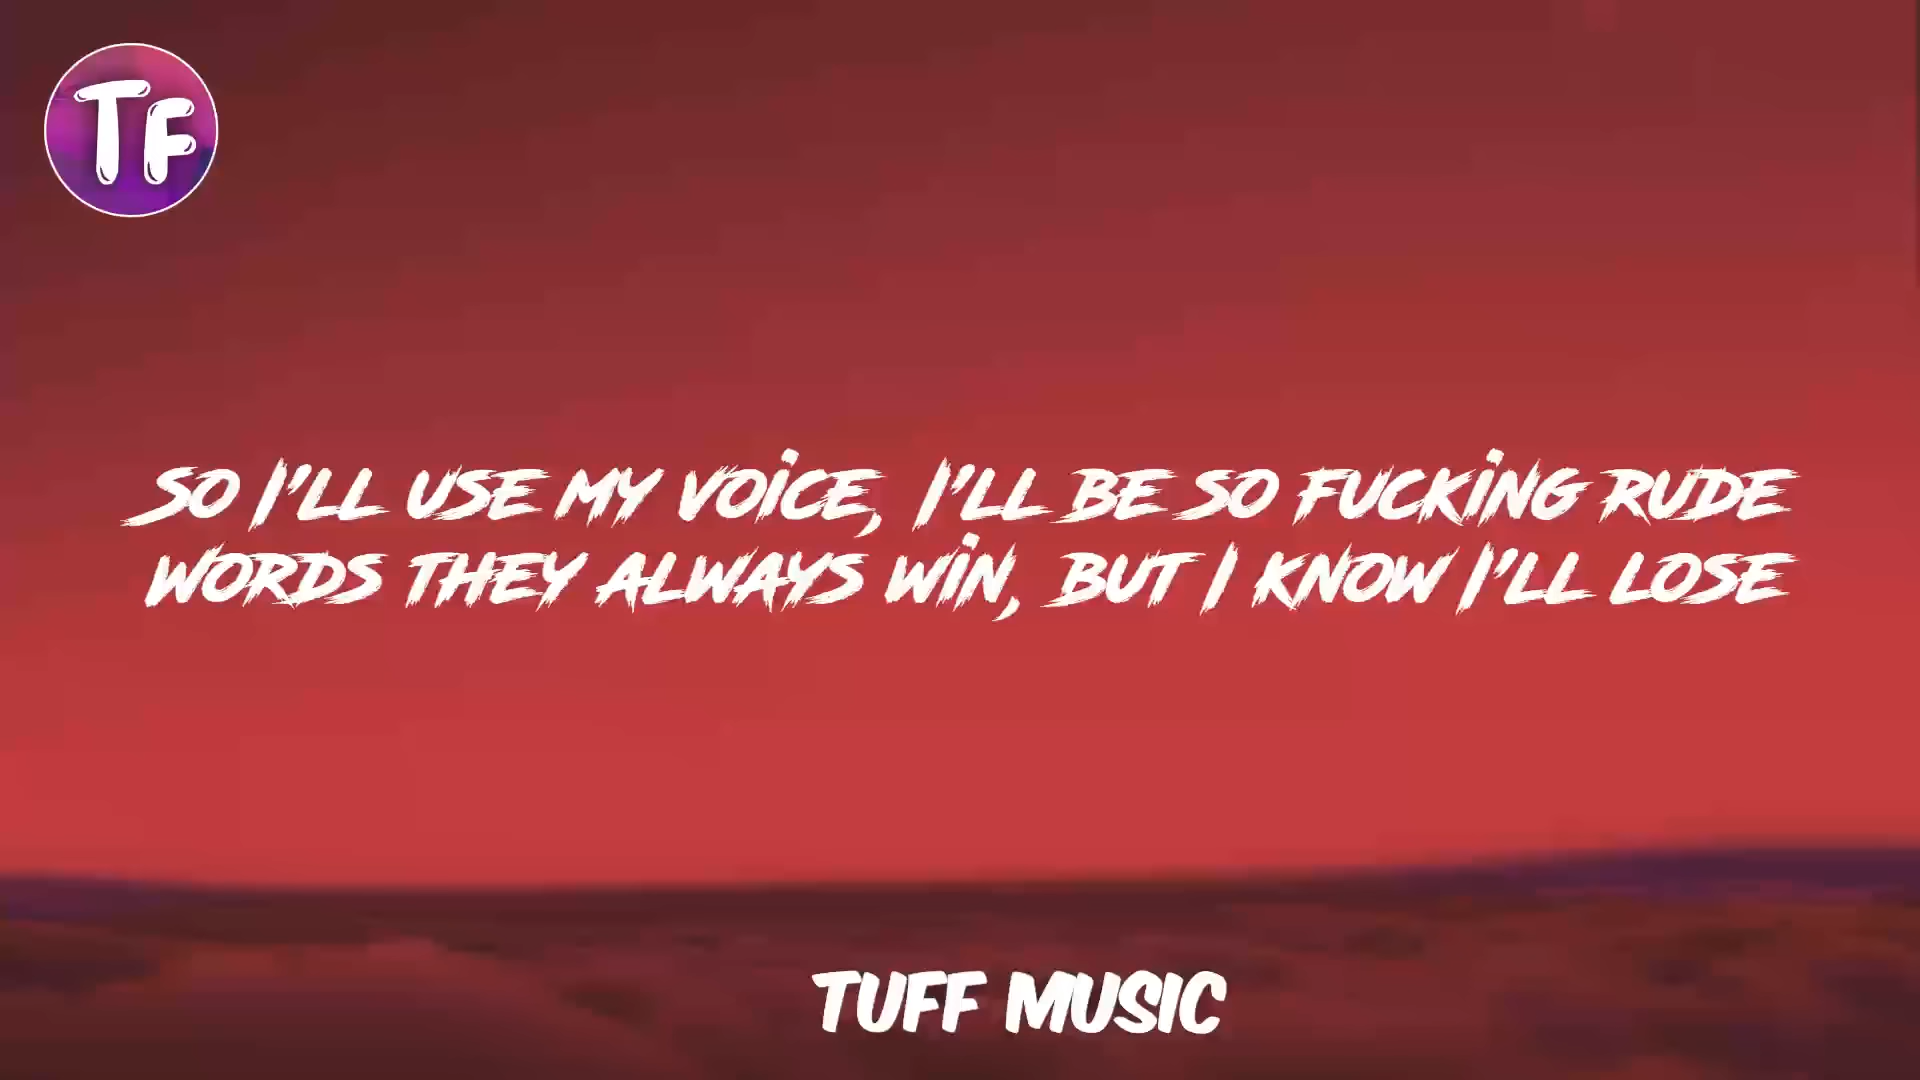 TF
SO I'LL USE MY VOICE, I'LL BE SO FUCKING RUDE
WORDS THEY ALWAYS WIN, BUT I KNOW I'LL LOSE
TUFF MUSIC